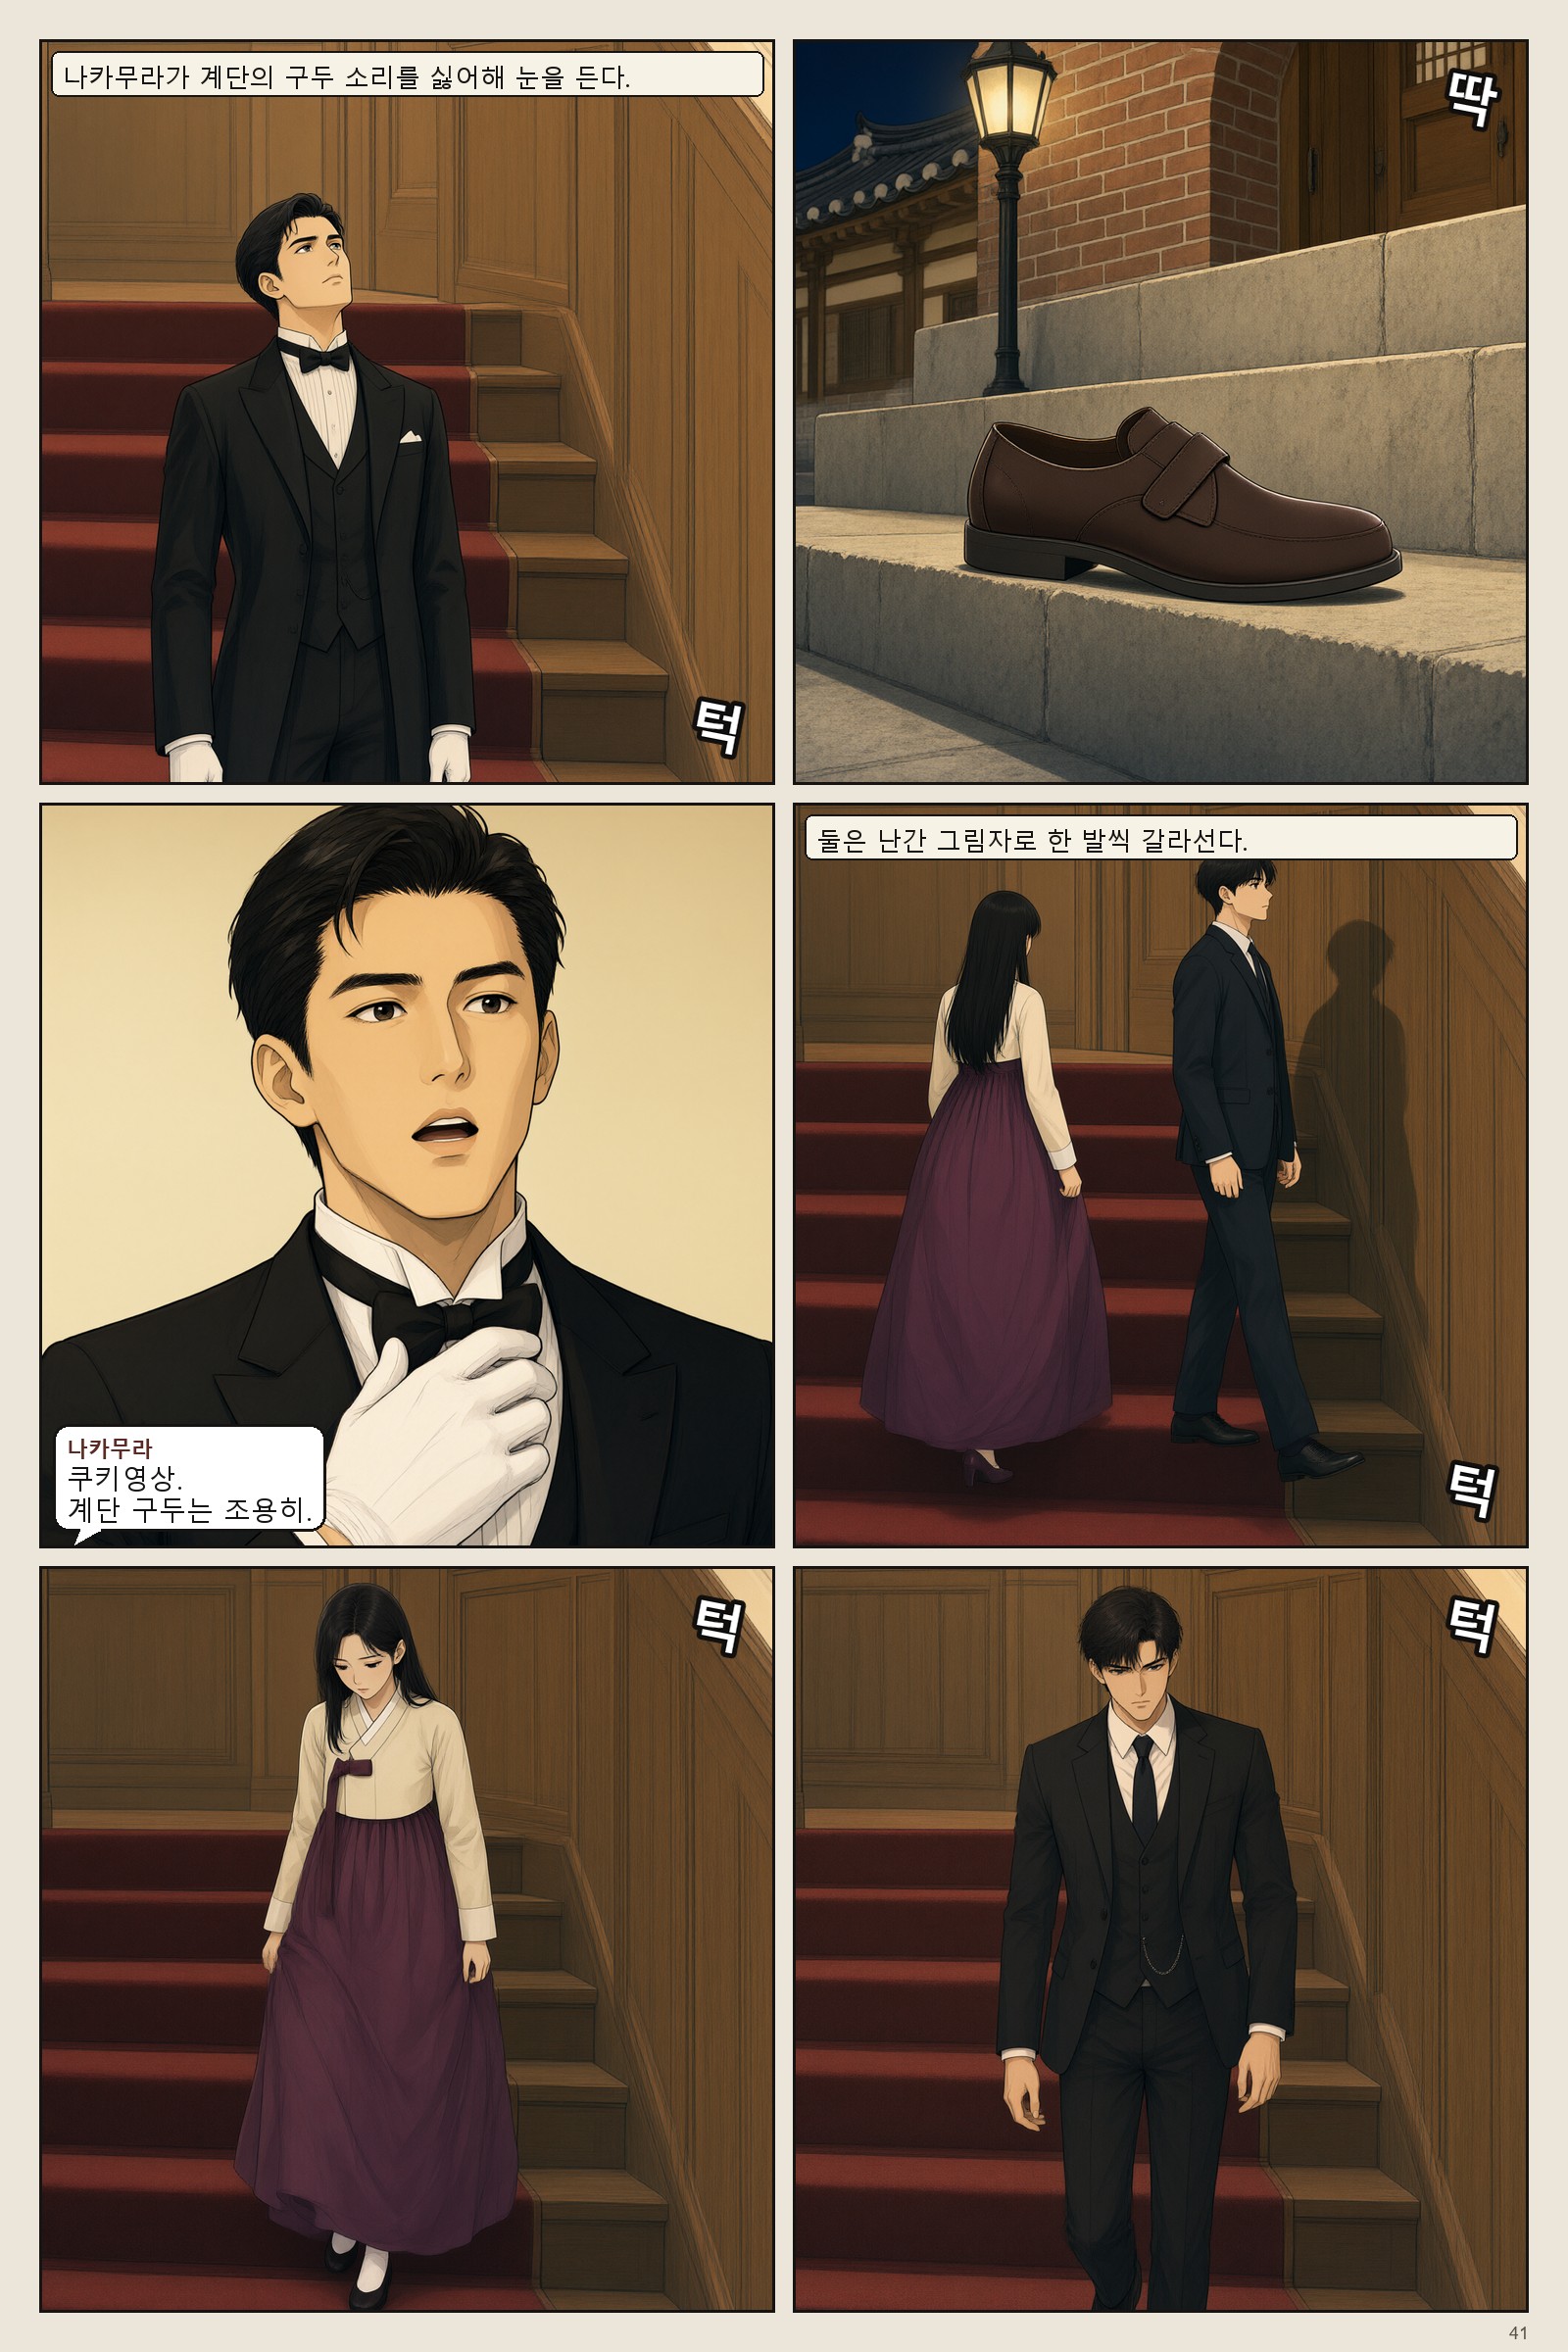 나카무라가 계단의 구두 소리를 싫어해 눈을 든다.
턱
딱
나카무라
쿠키영상.
계단 구두는 조용히.
둘은 난간 그림자로 한 발씩 갈라선다.
턱
턱
턱
41